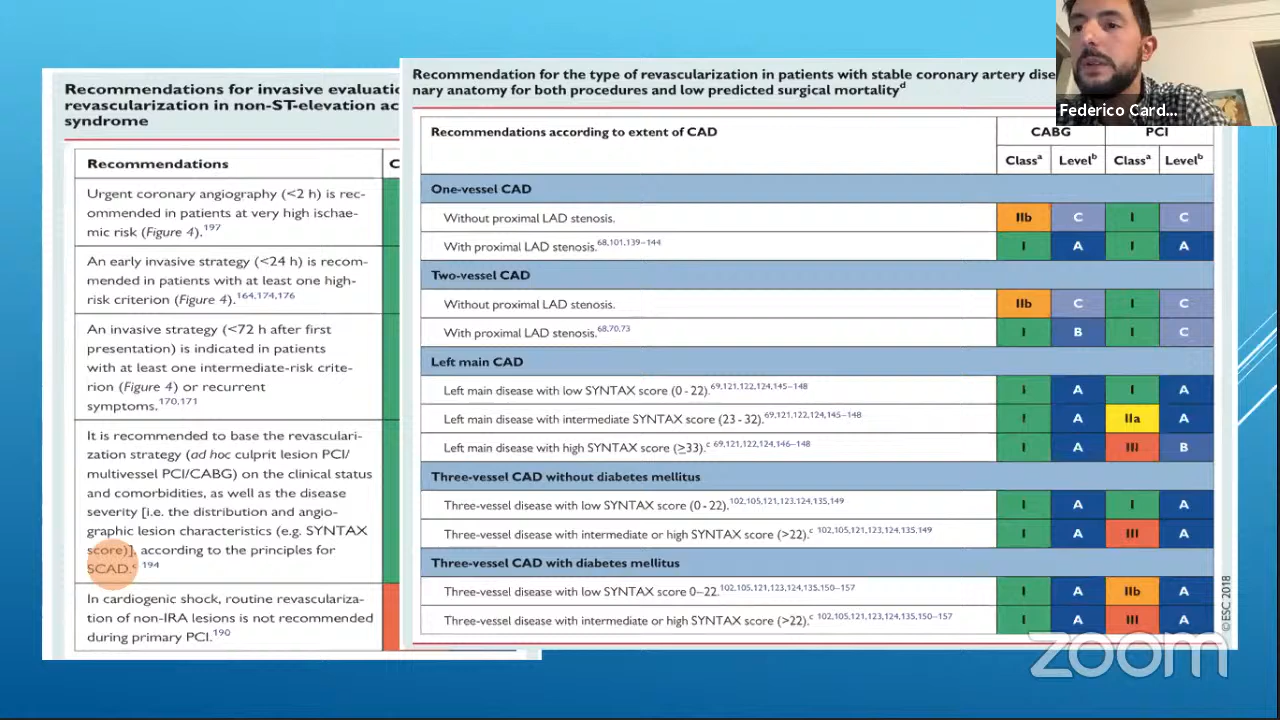 Recommendations for invasive evaluatic
revascularization in non-ST-elevation ac
syndrome
Recommendations
C
Urgent coronary angiography (<2 h) is rec-
ommended in patients at very high ischae-
mic risk (Figure 4).197
An early invasive strategy (<24 h) is recom-
mended in patients with at least one high-
risk criterion (Figure 4).164,174,176
An invasive strategy (<72 h after first
presentation) is indicated in patients
with at least one intermediate-risk crite-
rion (Figure 4) or recurrent
symptoms.170,171
It is recommended to base the revasculari-
zation strategy (ad hoc culprit lesion PCI/
multivessel PCI/CABG) on the clinical status
and comorbidities, as well as the disease
severity [i.e. the distribution and angio-
graphic lesion characteristics (e.g. SYNTAX
score)], according to the principles for
SCAD.c 194
In cardiogenic shock, routine revasculariza-
tion of non-IRA lesions is not recommended
during primary PCI.190
Recommendation for the type of revascularization in patients with stable coronary artery dise
nary anatomy for both procedures and low predicted surgical mortalityd
Recommendations according to extent of CAD CABG PCI
Classa Levelb Classa Levelb
One-vessel CAD
Without proximal LAD stenosis. IIb C I C
With proximal LAD stenosis.68,101,139–144 I A I A
Two-vessel CAD
Without proximal LAD stenosis. IIb C I C
With proximal LAD stenosis.68,70,73 I B I C
Left main CAD
Left main disease with low SYNTAX score (0 - 22).69,121,122,124,145–148 I A I A
Left main disease with intermediate SYNTAX score (23 - 32).69,121,122,124,145–148 I A IIa A
Left main disease with high SYNTAX score (≥33).c 69,121,122,124,146–148 I A III B
Three-vessel CAD without diabetes mellitus
Three-vessel disease with low SYNTAX score (0 - 22).102,105,121,123,124,135,149 I A I A
Three-vessel disease with intermediate or high SYNTAX score (>22).c 102,105,121,123,124,135,149 I A III A
Three-vessel CAD with diabetes mellitus
Three-vessel disease with low SYNTAX score 0–22.102,105,121,123,124,135,150–157 I A IIb A
Three-vessel disease with intermediate or high SYNTAX score (>22).c 102,105,121,123,124,135,150–157 I A III A
©ESC 2018
Federico Card...
zoom